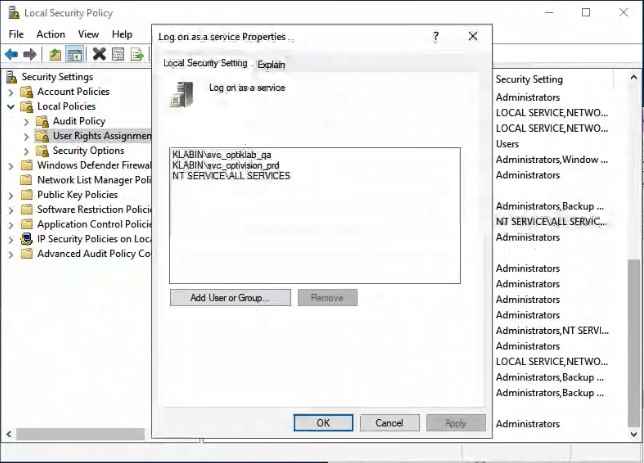 Local Security Policy
File Action View Help
Security Settings
Account Policies
Local Policies
Audit Policy
User Rights Assignmen
Security Options
Windows Defender Firewal
Network List Manager Poli
Public Key Policies
Software Restriction Polici
Application Control Policie
IP Security Policies on Loca
Advanced Audit Policy Co
Log on as a service Properties
?
Local Security Setting Explain
Log on as a service
KLABIN\svc_optiklab_qa
KLABIN\svc_optivision_prd
NT SERVICE\ALL SERVICES
Add User or Group... Remove
OK Cancel Apply
Security Setting
Administrators
LOCAL SERVICE,NETWO...
LOCAL SERVICE,NETWO...
Users
Administrators,Window ...
Administrators
Administrators,Backup ...
NT SERVICE\ALL SERVIC...
Administrators
Administrators
Administrators
Administrators
Administrators
Administrators,NT SERVI...
Administrators
LOCAL SERVICE,NETWO...
Administrators,Backup ...
Administrators,Backup ...
Administrators